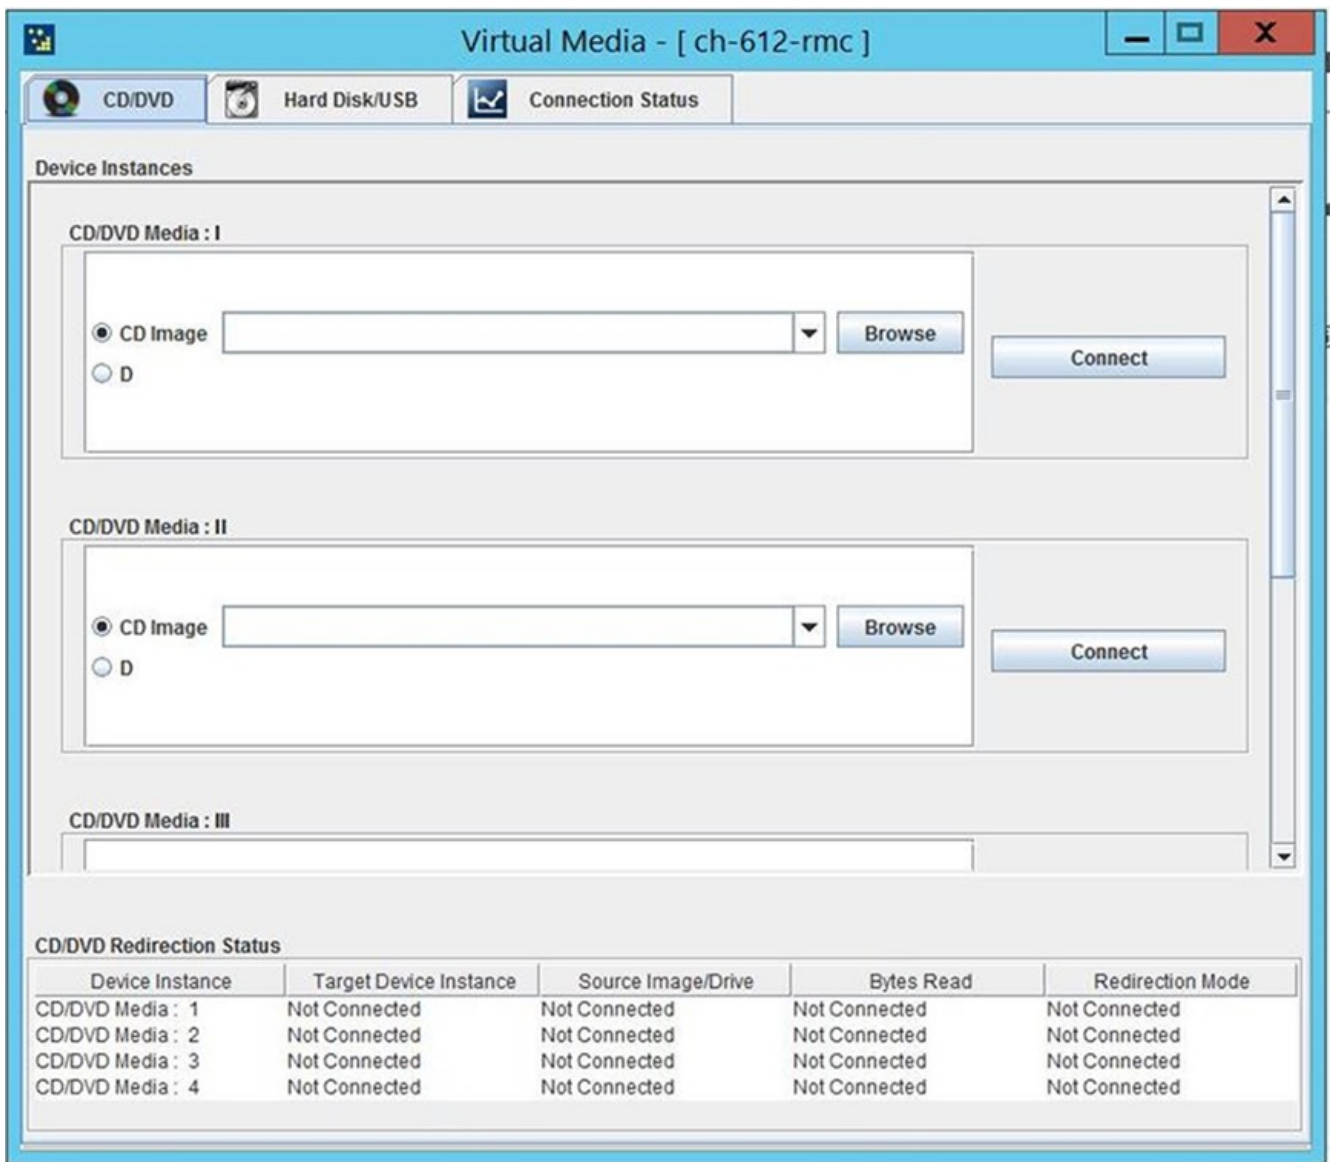 Virtual Media - [ ch-612-rmc ]
CD/DVD Hard Disk/USB Connection Status
Device Instances
CD/DVD Media : I
CD Image Browse
Connect
D
CD/DVD Media : II
CD Image Browse
Connect
D
CD/DVD Media : III
CD/DVD Redirection Status
Device Instance Target Device Instance Source Image/Drive Bytes Read Redirection Mode
CD/DVD Media : 1 Not Connected Not Connected Not Connected Not Connected
CD/DVD Media : 2 Not Connected Not Connected Not Connected Not Connected
CD/DVD Media : 3 Not Connected Not Connected Not Connected Not Connected
CD/DVD Media : 4 Not Connected Not Connected Not Connected Not Connected